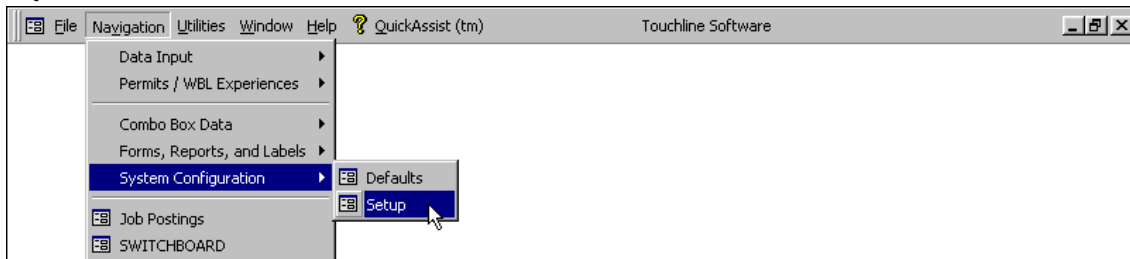 File Navigation Utilities Window Help QuickAssist (tm) Touchline Software
Data Input
Permits / WBL Experiences
Combo Box Data
Forms, Reports, and Labels
System Configuration Defaults
Setup
Job Postings
SWITCHBOARD